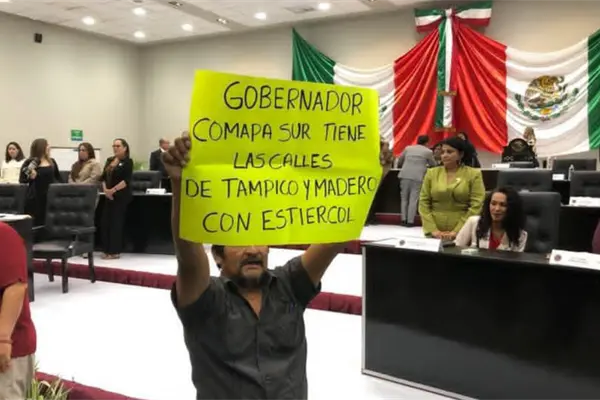 GOBERNADOR
COMAPA SUR TIENE
LAS CALLES
DE TAMPICO Y MADERO
CON ESTIERCOL